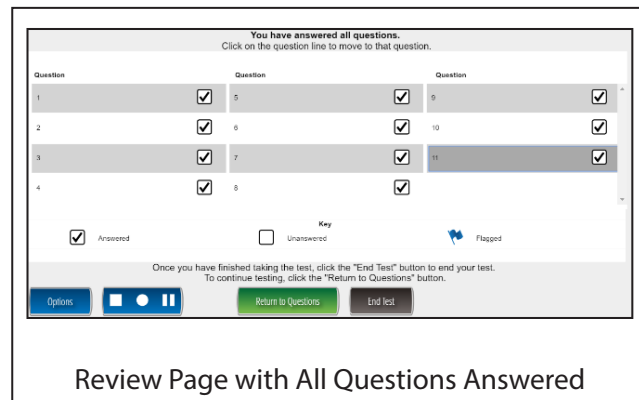 You have answered all questions.
Click on the question line to move to that question.
Question Question Question
1 5 9
2 6 10
3 7 11
4 8
Key
Answered Unanswered Flagged
Once you have finished taking the test, click the "End Test" button to end your test.
To continue testing, click the "Return to Questions" button.
Options Return to Questions End Test
Review Page with All Questions Answered